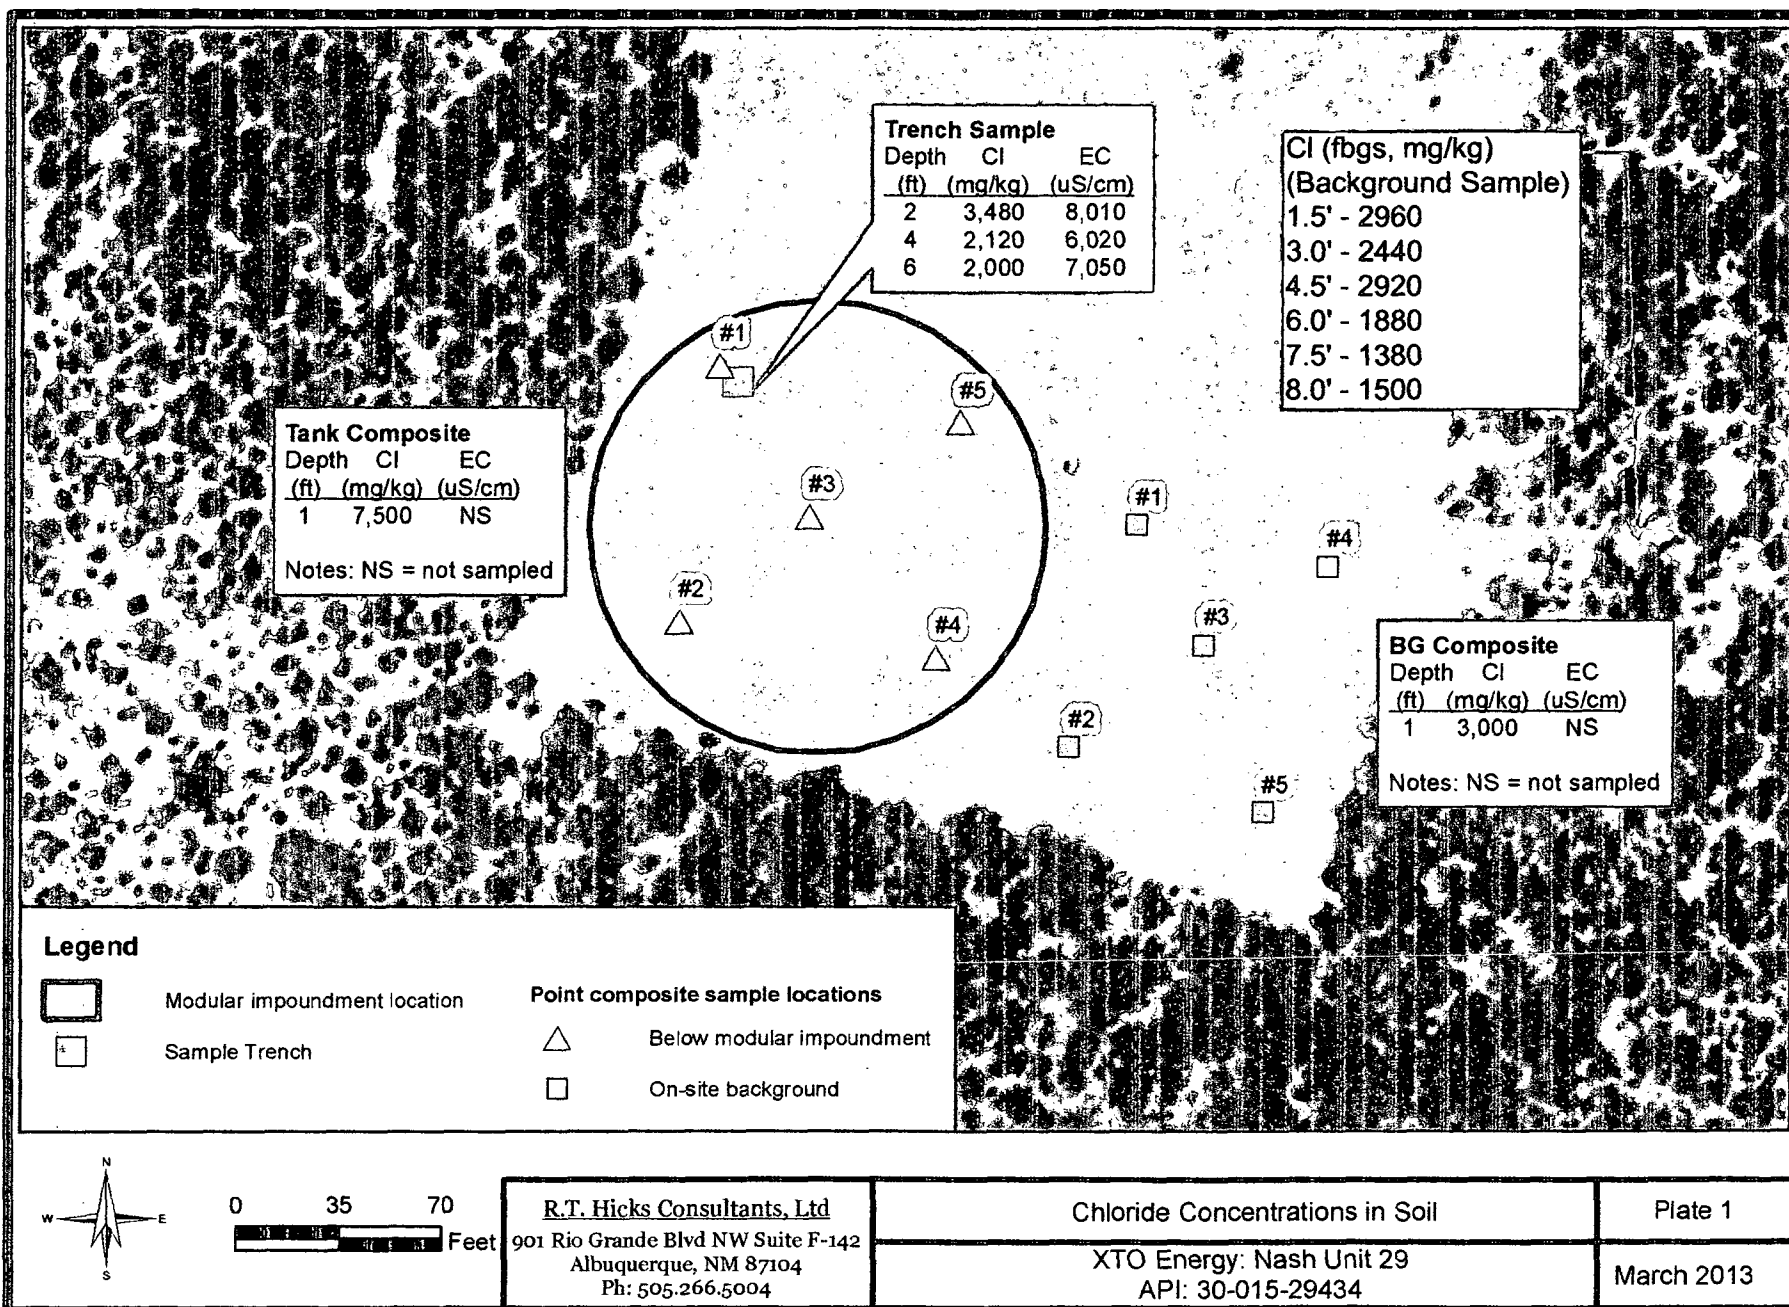 Trench Sample
Depth Cl EC
(ft) (mg/kg) (uS/cm)
2 3,480 8,010
4 2,120 6,020
6 2,000 7,050
Cl (fbgs, mg/kg)
(Background Sample)
1.5' - 2960
3.0' - 2440
4.5' - 2920
6.0' - 1880
7.5' - 1380
8.0' - 1500
Tank Composite
Depth Cl EC
(ft) (mg/kg) (uS/cm)
1 7,500 NS
Notes: NS = not sampled
#1
#5
#3
#2
#4
#1
#4
#3
#2
#5
BG Composite
Depth Cl EC
(ft) (mg/kg) (uS/cm)
1 3,000 NS
Notes: NS = not sampled
Legend
Modular impoundment location
Sample Trench
Point composite sample locations
Below modular impoundment
On-site background
N
W E
S
0 35 70
Feet
R.T. Hicks Consultants, Ltd
901 Rio Grande Blvd NW Suite F-142
Albuquerque, NM 87104
Ph: 505.266.5004
Chloride Concentrations in Soil
XTO Energy: Nash Unit 29
API: 30-015-29434
Plate 1
March 2013